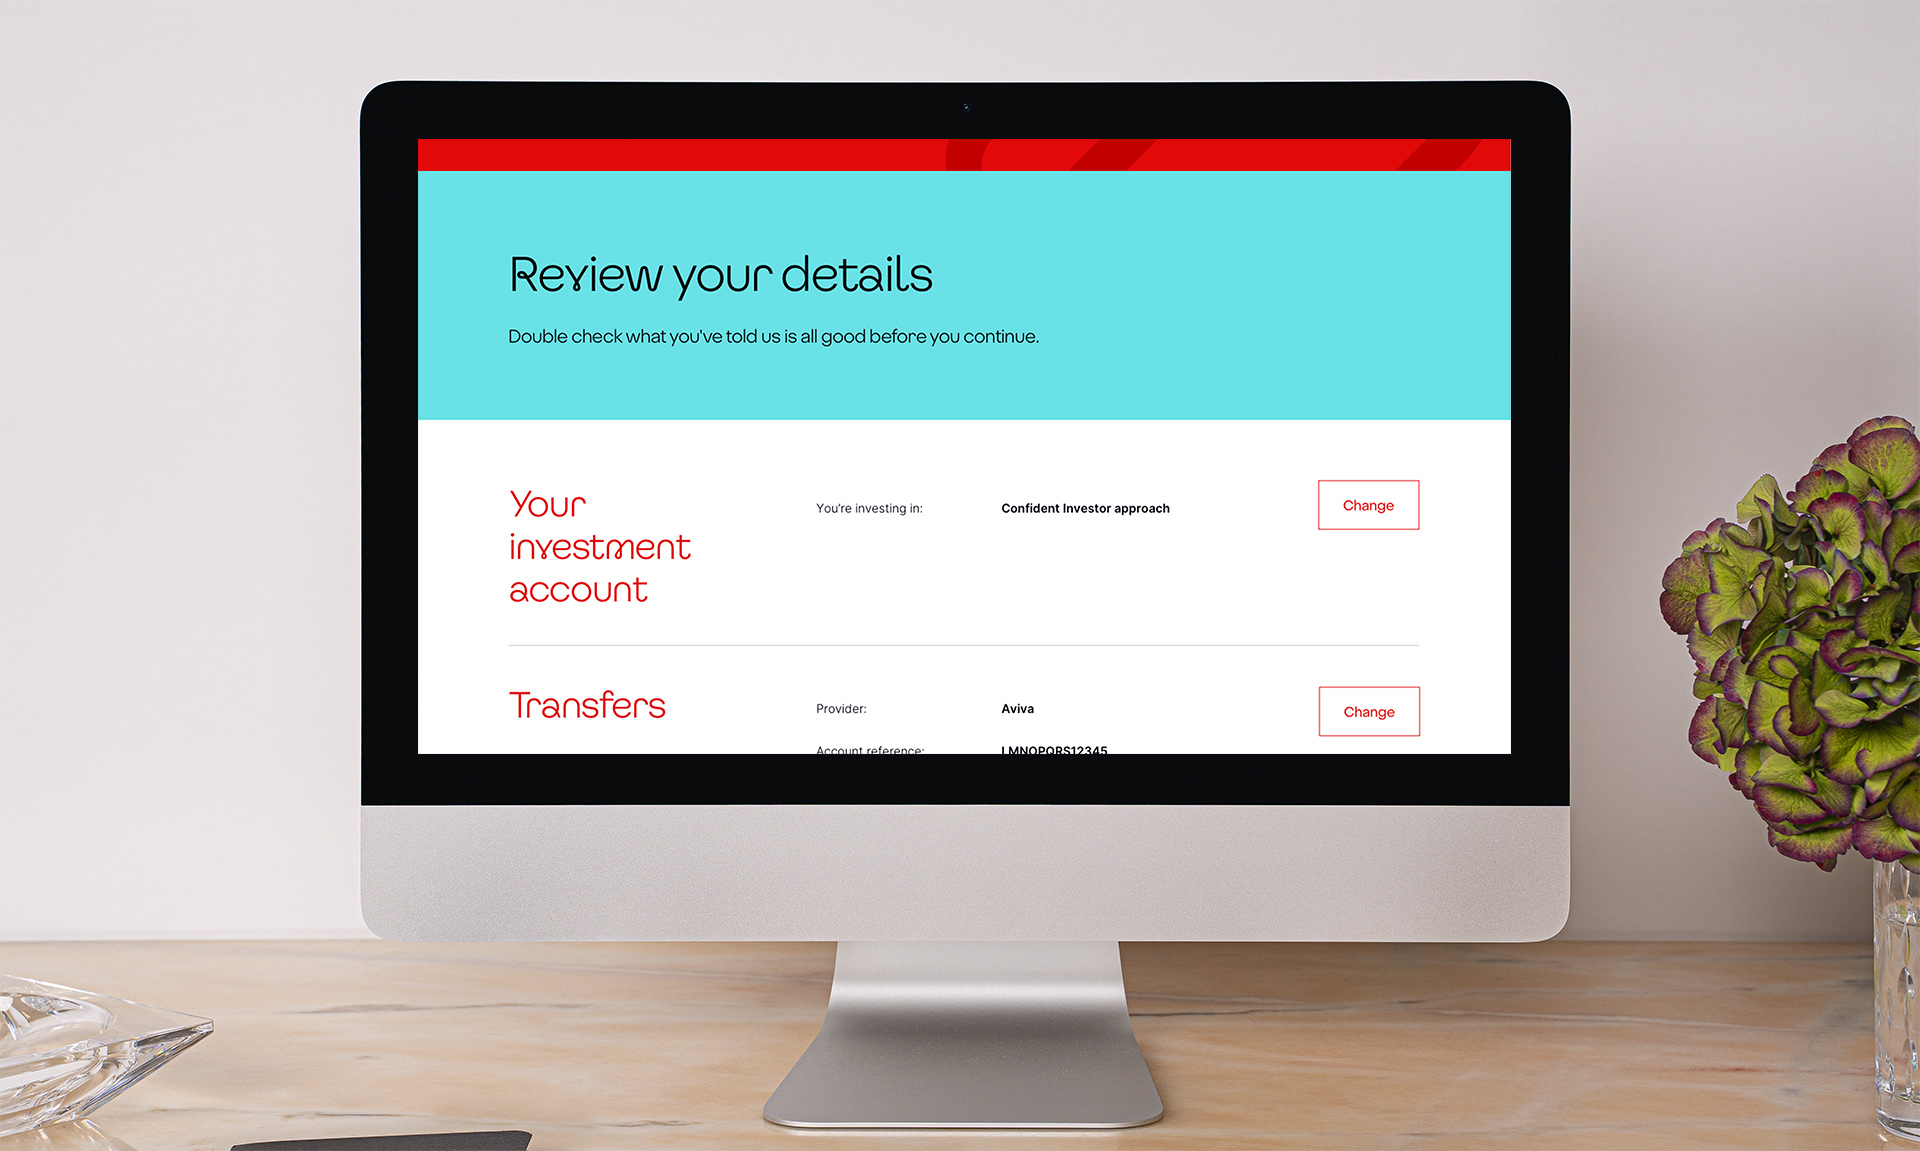 Review your details
Double check what you've told us is all good before you continue.
Your
investment
account
You're investing in:
Confident Investor approach
Change
Transfers
Provider:
Aviva
Change
Account reference:
LMNOPQRS12345